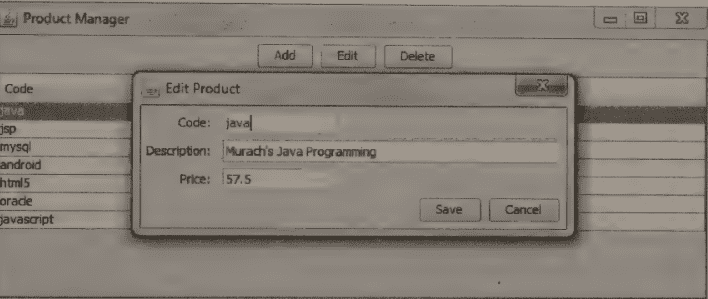 Product Manager
Add Edit Delete
Code
Edit Product
java
Code: java
jsp
mysql
Description: Murach's Java Programming
android
html5
Price: 57.5
oracle
javascript
Save Cancel